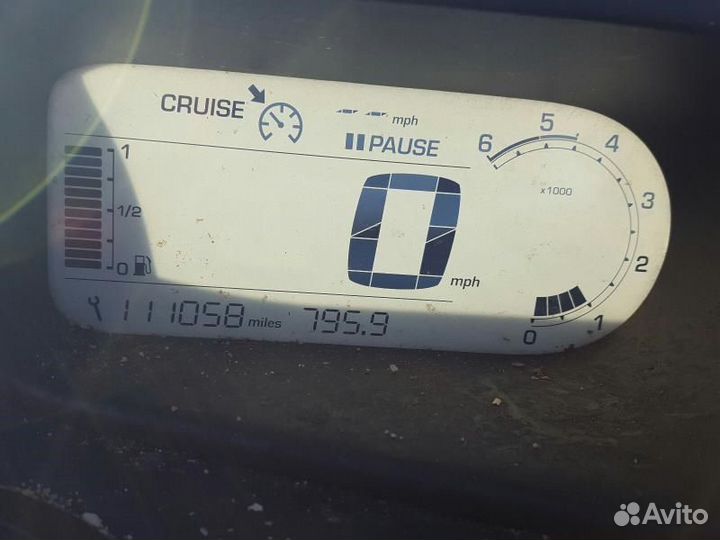 CRUISE
-- -- mph
PAUSE
1
1/2
0
0
mph
6
5
4
3
2
1
0
x1000
111058 miles 795.9
Avito